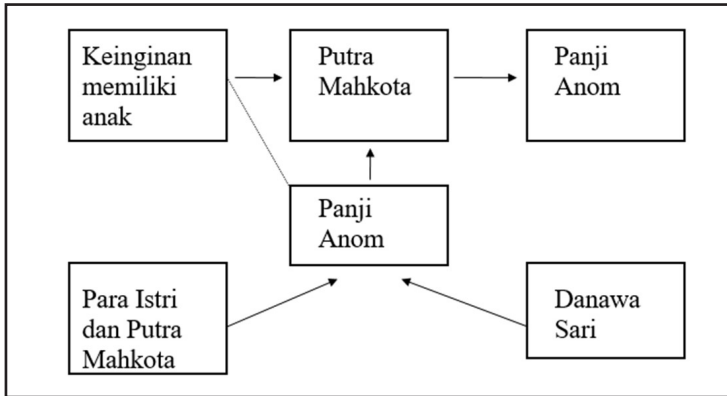 Keinginan
memiliki
anak
Putra
Mahkota
Panji
Anom
Panji
Anom
Para Istri
dan Putra
Mahkota
Danawa
Sari